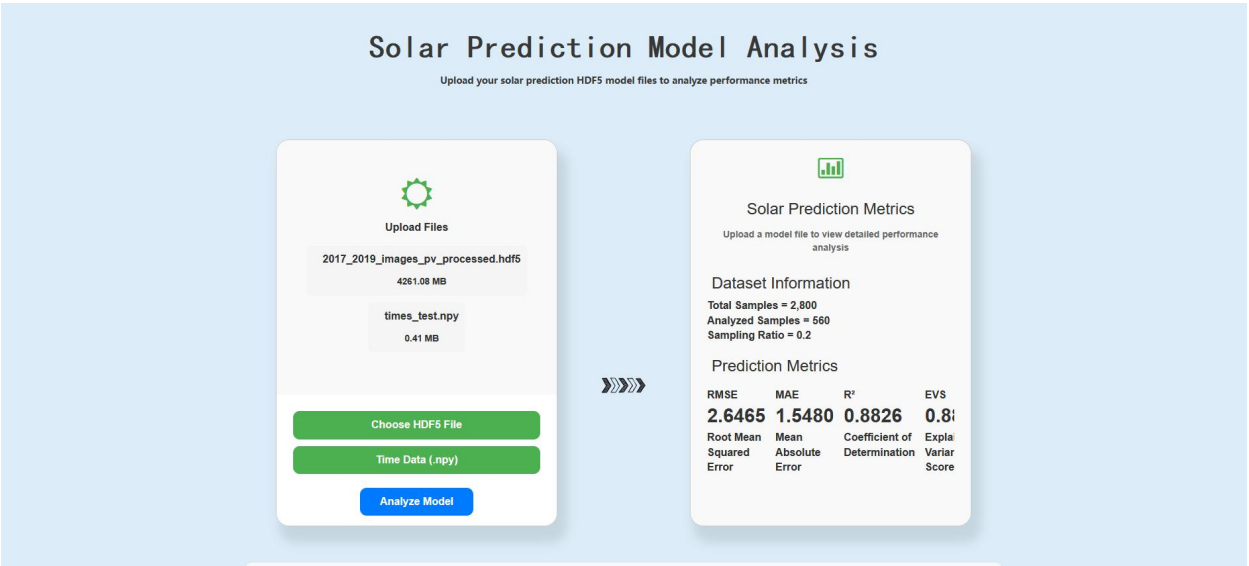 Solar Prediction Model Analysis
Upload your solar prediction HDF5 model files to analyze performance metrics
Upload Files
2017_2019_images_pv_processed.hdf5
4261.08 MB
times_test.npy
0.41 MB
Choose HDF5 File
Time Data (.npy)
Analyze Model
Solar Prediction Metrics
Upload a model file to view detailed performance
analysis
Dataset Information
Total Samples = 2,800
Analyzed Samples = 560
Sampling Ratio = 0.2
Prediction Metrics
RMSE MAE R² EVS
2.6465 1.5480 0.8826 0.8
Root Mean Mean Coefficient of
Squared Absolute Determination
Error Error Score